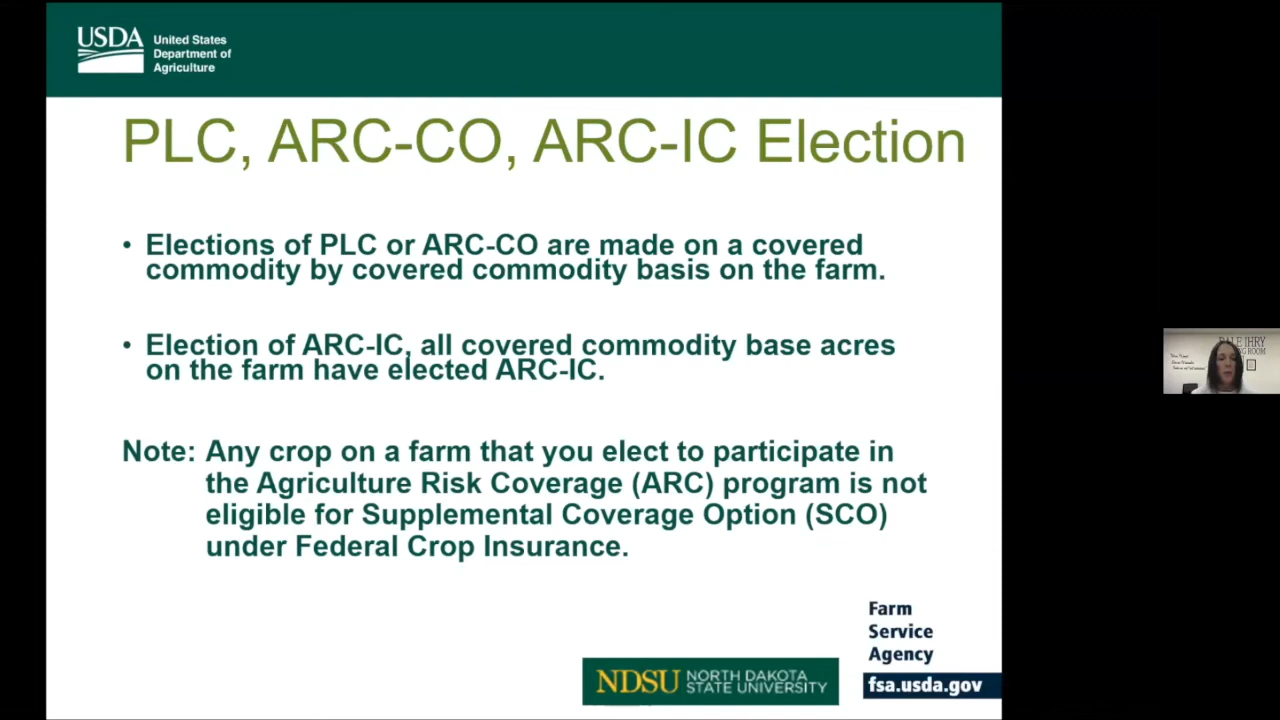 USDA
United States
Department of
Agriculture
PLC, ARC-CO, ARC-IC Election
• Elections of PLC or ARC-CO are made on a covered
commodity by covered commodity basis on the farm.
• Election of ARC-IC, all covered commodity base acres
on the farm have elected ARC-IC.
Note: Any crop on a farm that you elect to participate in
the Agriculture Risk Coverage (ARC) program is not
eligible for Supplemental Coverage Option (SCO)
under Federal Crop Insurance.
Farm
Service
Agency
fsa.usda.gov
NDSU NORTH DAKOTA
STATE UNIVERSITY
ROOM